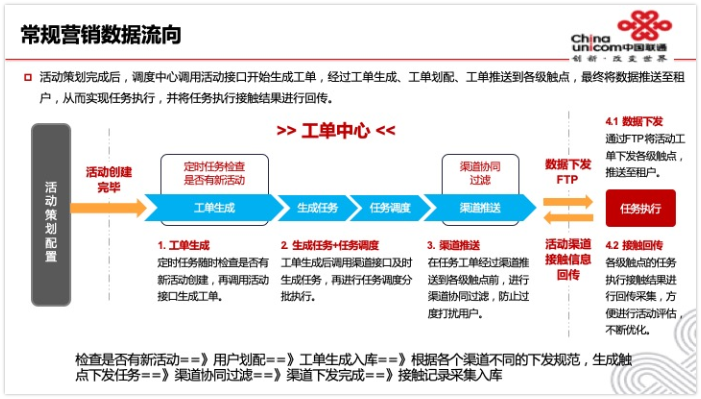 常规营销数据流向
China
unicom中国联通
创新·改变世界
活动策划完成后，调度中心调用活动接口开始生成工单，经过工单生成、工单划配、工单推送到各级触点，最终将数据推送至租
户，从而实现任务执行，并将任务执行接触结果进行回传。
>> 工单中心 <<
活动策划配置
活动创建
完毕
定时任务检查
是否有新活动
渠道协同
过滤
工单生成
生成任务
任务调度
渠道推送
数据下发
FTP
活动渠道
接触信息
回传
任务执行
4.1 数据下发
通过FTP将活动工
单下发各级触点，
推送至租户。
1. 工单生成
定时任务随时检查是否有
新活动创建，再调用活动
接口生成工单。
2. 生成任务+任务调度
工单生成后调用渠道接口及时
生成任务，再进行任务调度分
批执行。
3. 渠道推送
在任务工单经过渠道推
送到各级触点前，进行
渠道协同过滤，防止过
度打扰用户。
4.2 接触回传
各级触点的任务
执行接触结果进
行回传采集，方
便进行活动评估，
不断优化。
检查是否有新活动==》用户划配==》工单生成入库==》根据各个渠道不同的下发规范，生成触
点下发任务==》渠道协同过滤==》渠道下发完成==》接触记录采集入库